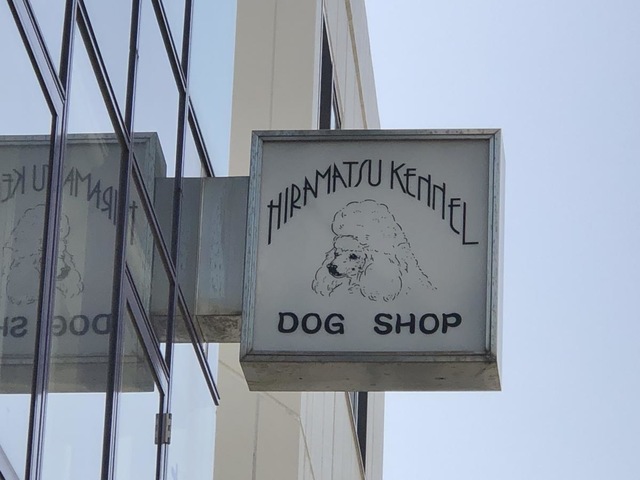 HIRAMATSU KENNEL
DOG SHOP